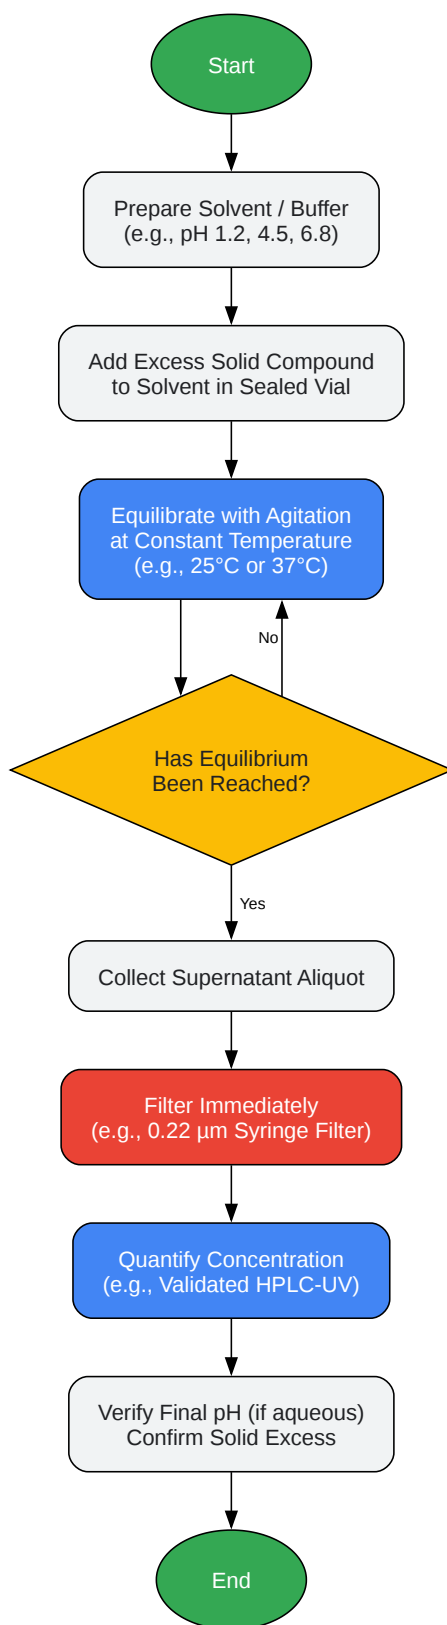 Start
Prepare Solvent / Buffer
(e.g., pH 1.2, 4.5, 6.8)
Add Excess Solid Compound
to Solvent in Sealed Vial
Equilibrate with Agitation
at Constant Temperature
(e.g., 25°C or 37°C)
No
Has Equilibrium
Been Reached?
Yes
Collect Supernatant Aliquot
Filter Immediately
(e.g., 0.22 µm Syringe Filter)
Quantify Concentration
(e.g., Validated HPLC-UV)
Verify Final pH (if aqueous)
Confirm Solid Excess
End